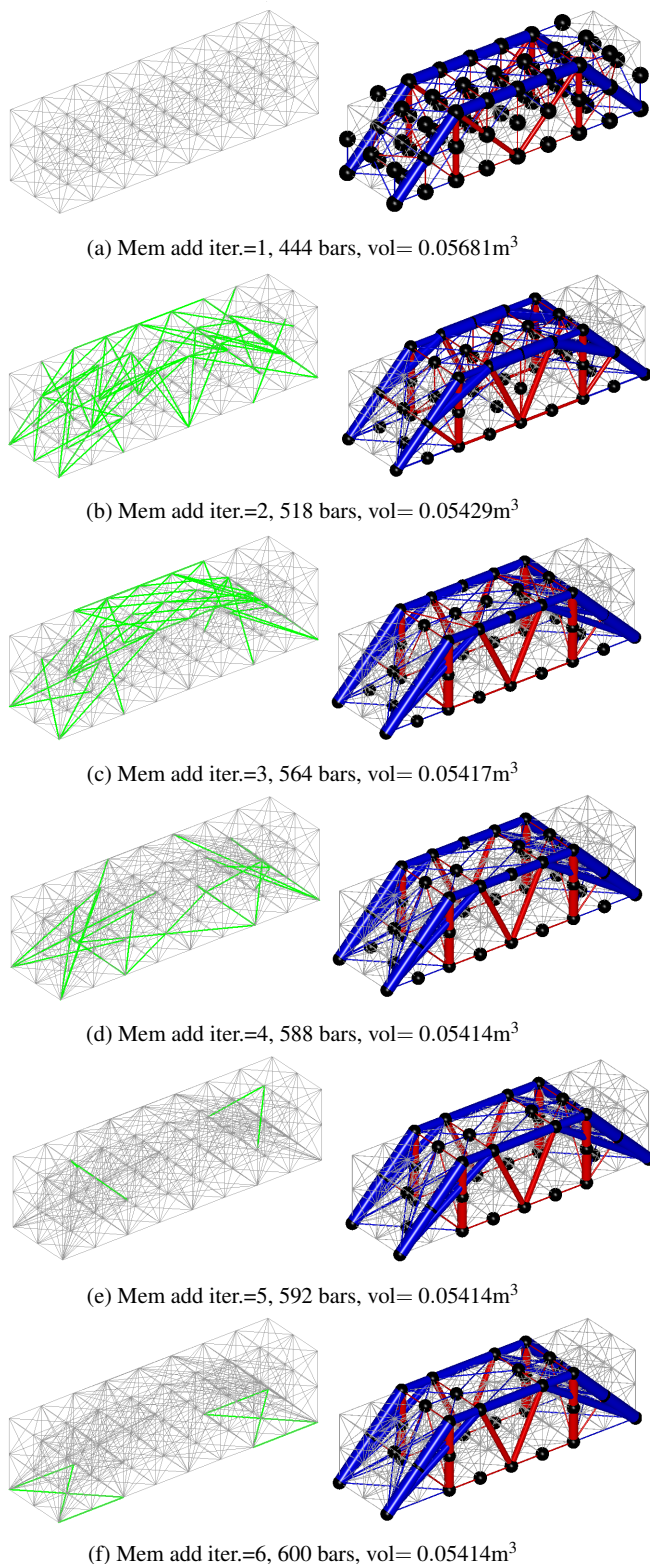 (a) Mem add iter.=1, 444 bars, vol= 0.05681m³
(b) Mem add iter.=2, 518 bars, vol= 0.05429m³
(c) Mem add iter.=3, 564 bars, vol= 0.05417m³
(d) Mem add iter.=4, 588 bars, vol= 0.05414m³
(e) Mem add iter.=5, 592 bars, vol= 0.05414m³
(f) Mem add iter.=6, 600 bars, vol= 0.05414m³